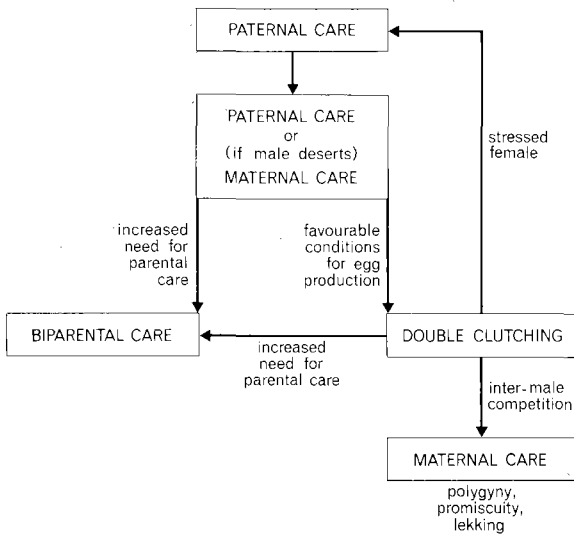 PATERNAL CARE
PATERNAL CARE
or
(if male deserts)
MATERNAL CARE
stressed
female
increased
need for
parental
care
favourable
conditions
for egg
production
BIPARENTAL CARE
DOUBLE CLUTCHING
increased
need for
parental care
inter-male
competition
MATERNAL CARE
polygyny,
promiscuity,
lekking